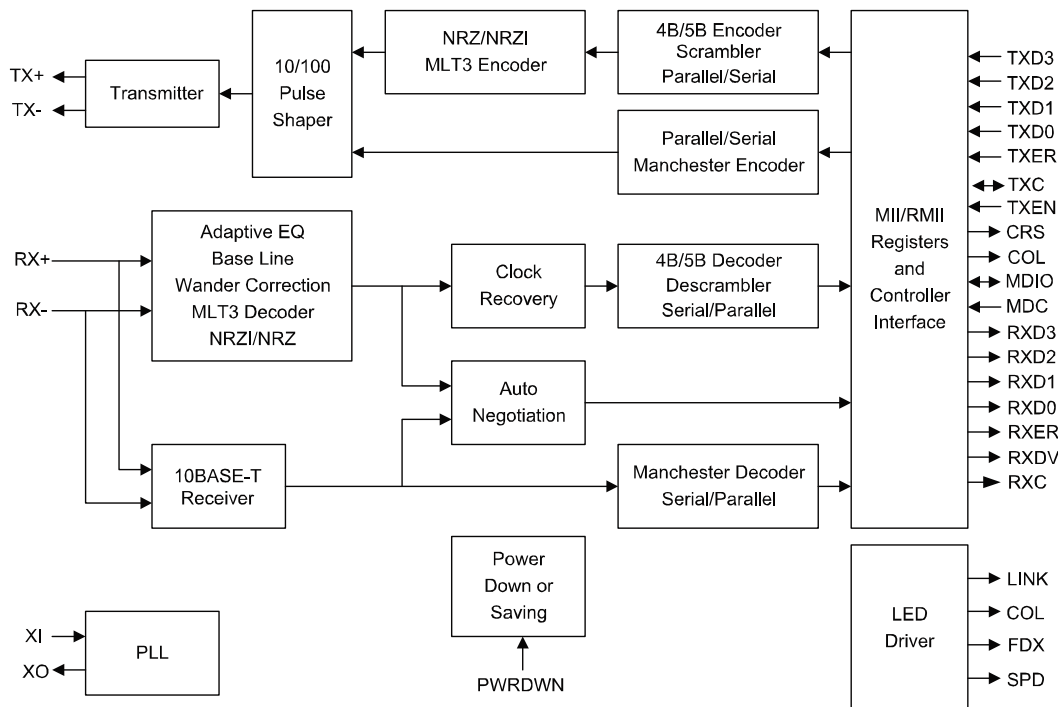 TX+
TX-
Transmitter
10/100
Pulse
Shaper
NRZ/NRZI
MLT3 Encoder
4B/5B Encoder
Scrambler
Parallel/Serial
Parallel/Serial
Manchester Encoder
RX+
RX-
Adaptive EQ
Base Line
Wander Correction
MLT3 Decoder
NRZI/NRZ
Clock
Recovery
4B/5B Decoder
Descrambler
Serial/Parallel
Auto
Negotiation
10BASE-T
Receiver
Manchester Decoder
Serial/Parallel
MII/RMII
Registers
and
Controller
Interface
TXD3
TXD2
TXD1
TXD0
TXER
TXC
TXEN
CRS
COL
MDIO
MDC
RXD3
RXD2
RXD1
RXD0
RXER
RXDV
RXC
XI
XO
PLL
Power
Down or
Saving
PWRDWN
LED
Driver
LINK
COL
FDX
SPD